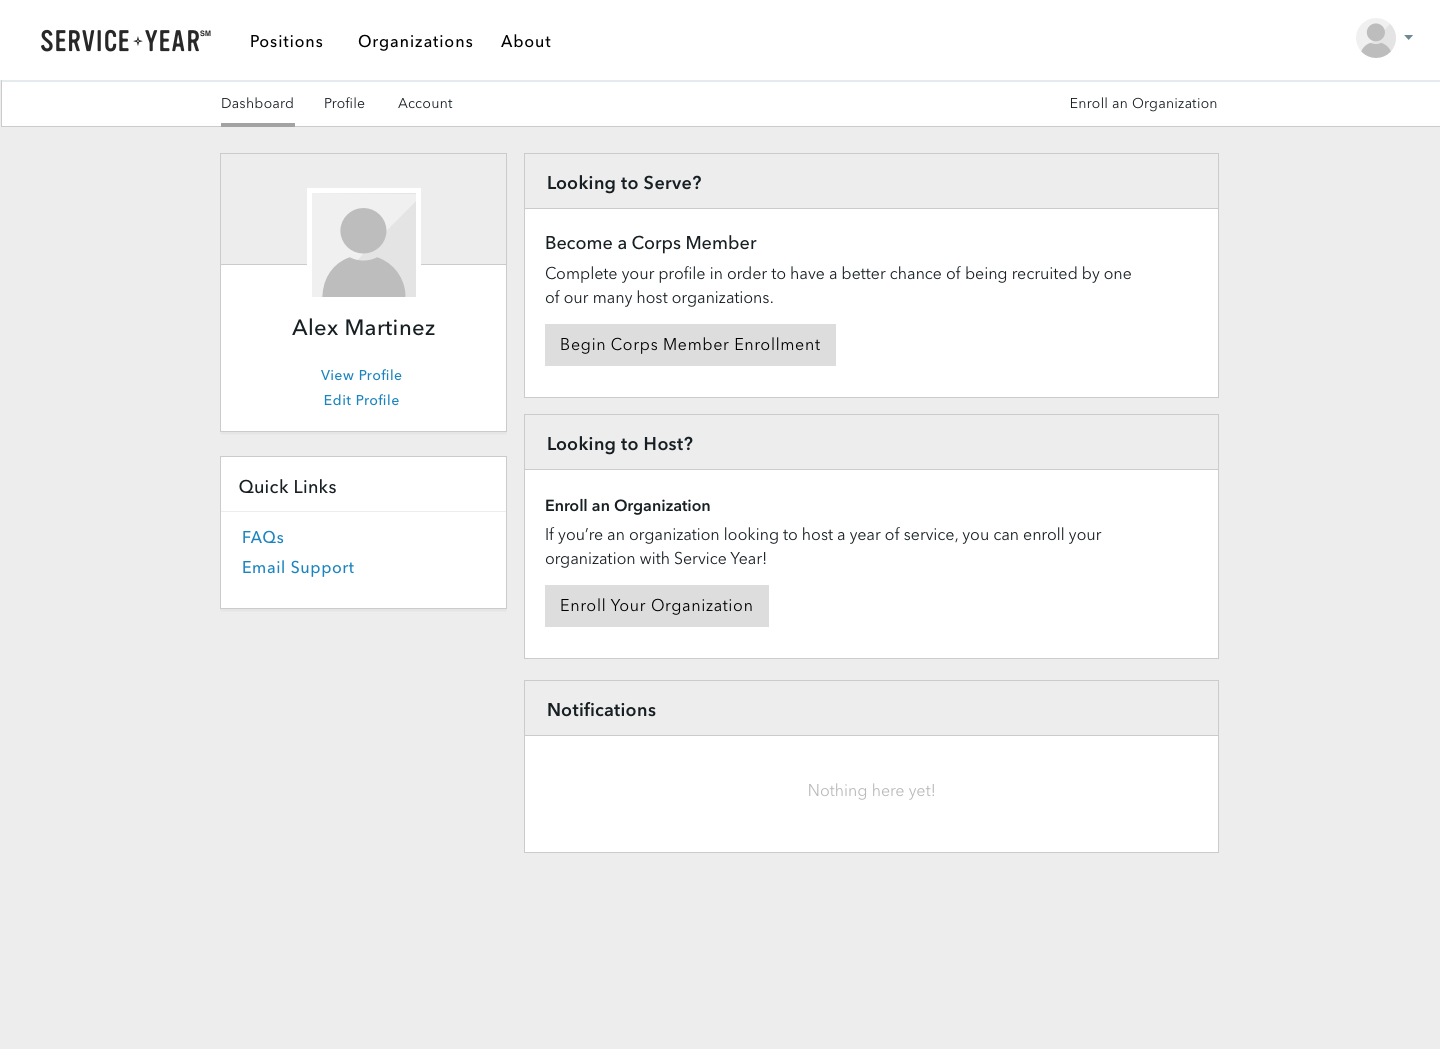 SERVICE + YEAR℠
Positions
Organizations
About
Dashboard
Profile
Account
Enroll an Organization
Alex Martinez
View Profile
Edit Profile
Quick Links
FAQs
Email Support
Looking to Serve?
Become a Corps Member
Complete your profile in order to have a better chance of being recruited by one
of our many host organizations.
Begin Corps Member Enrollment
Looking to Host?
Enroll an Organization
If you’re an organization looking to host a year of service, you can enroll your
organization with Service Year!
Enroll Your Organization
Notifications
Nothing here yet!